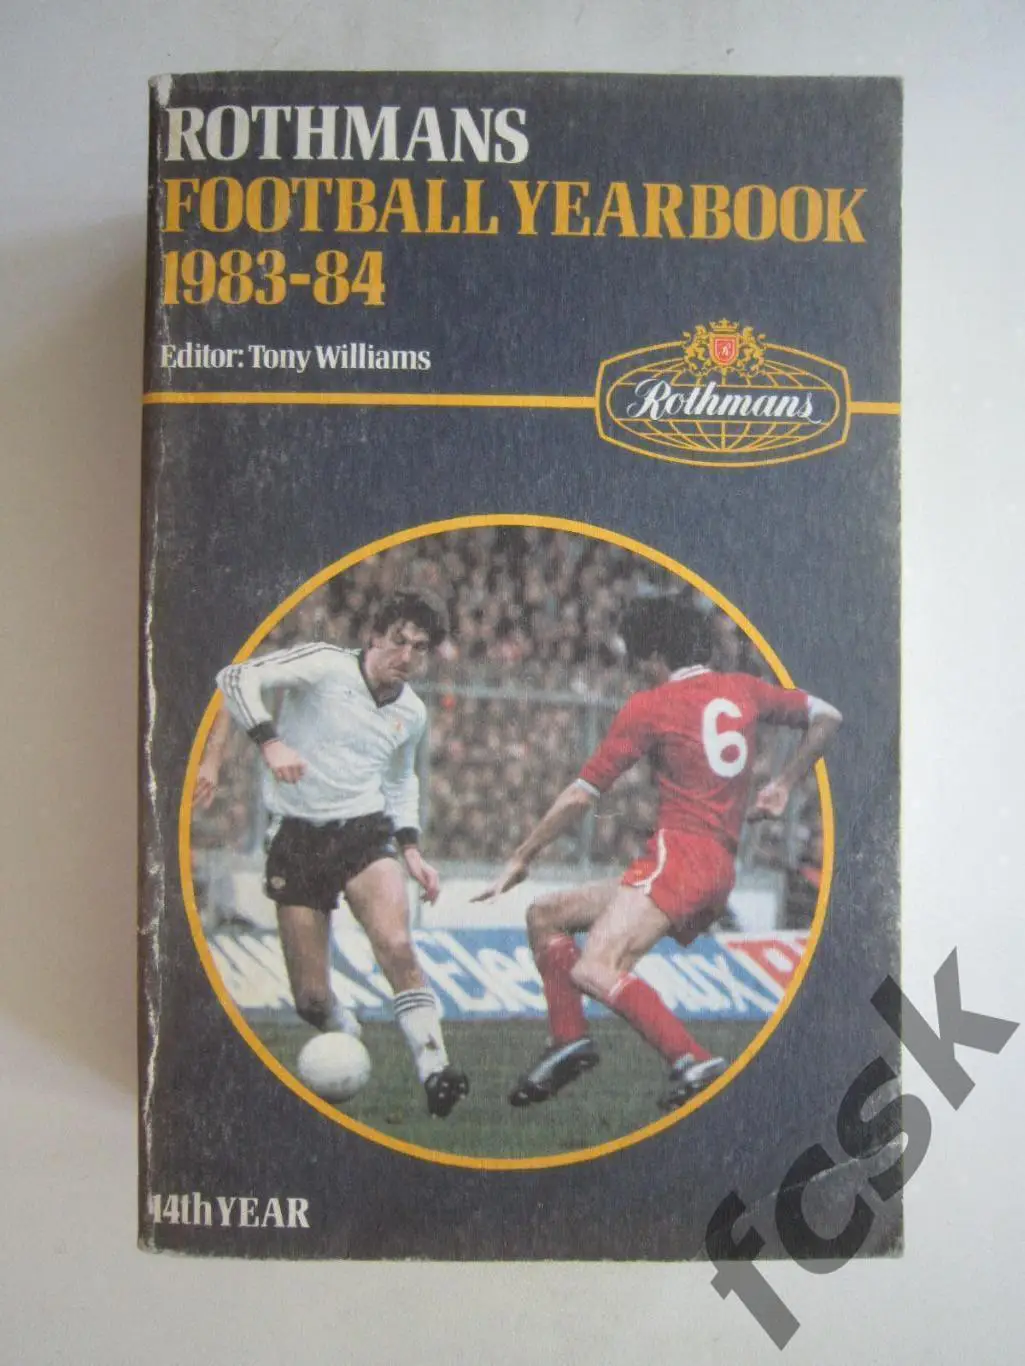 ROTHMANS
FOOTBALL YEARBOOK
1983-84
Editor: Tony Williams
Rothmans
6
14th YEAR
fcsk